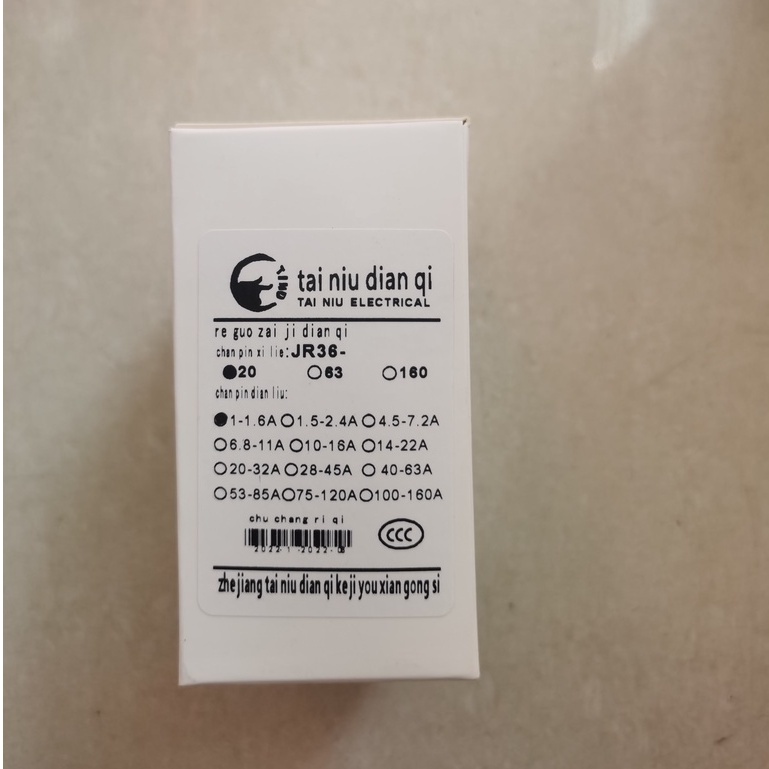 tai niu dian qi
TAI NIU ELECTRICAL
re guo zai ji dian qi
chan pin xi lie:JR36-
●20 ○63 ○160
chan pin dian liu:
●1-1.6A ○1.5-2.4A ○4.5-7.2A
○6.8-11A ○10-16A ○14-22A
○20-32A ○28-45A ○40-63A
○53-85A ○75-120A ○100-160A
chu chang ri qi
CCC
zhejiang tai niu dian qi ke ji you xian gong si